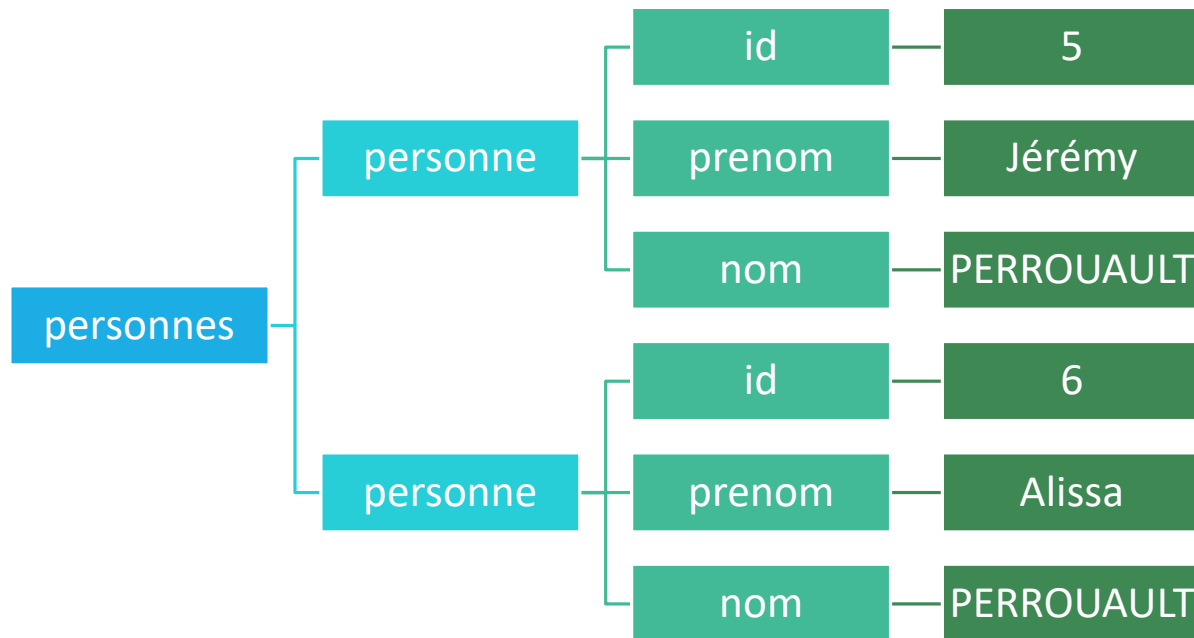 personnes
personne
id
5
prenom
Jérémy
nom
PERROUAULT
personne
id
6
prenom
Alissa
nom
PERROUAULT